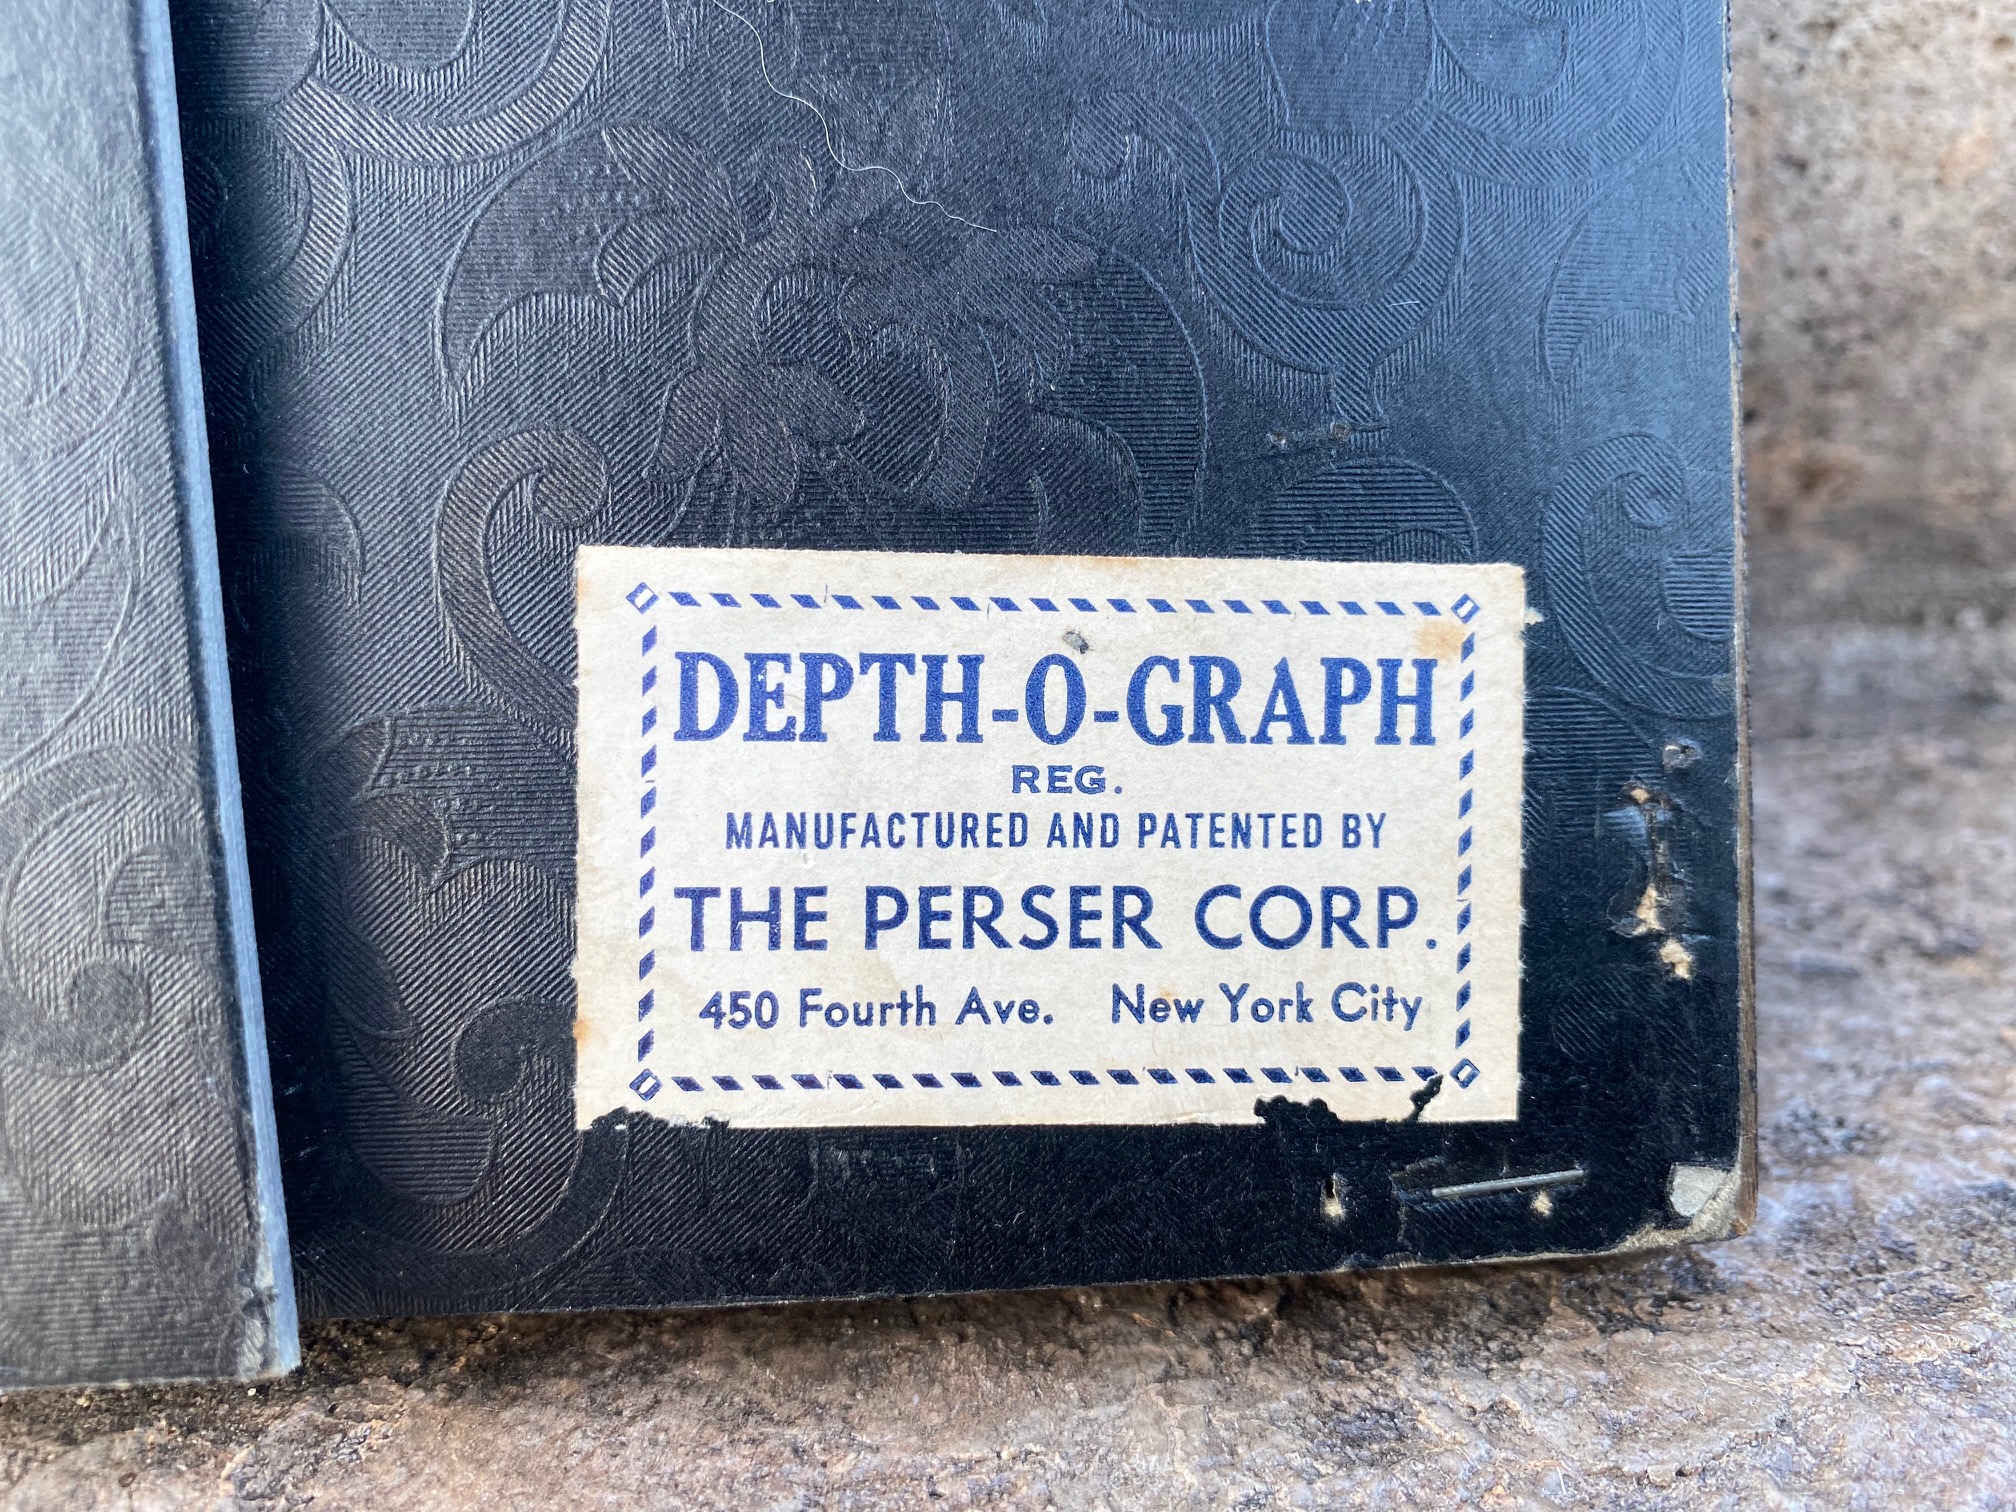 DEPTH-O-GRAPH
REG.
MANUFACTURED AND PATENTED BY
THE PERSER CORP.
450 Fourth Ave. New York City